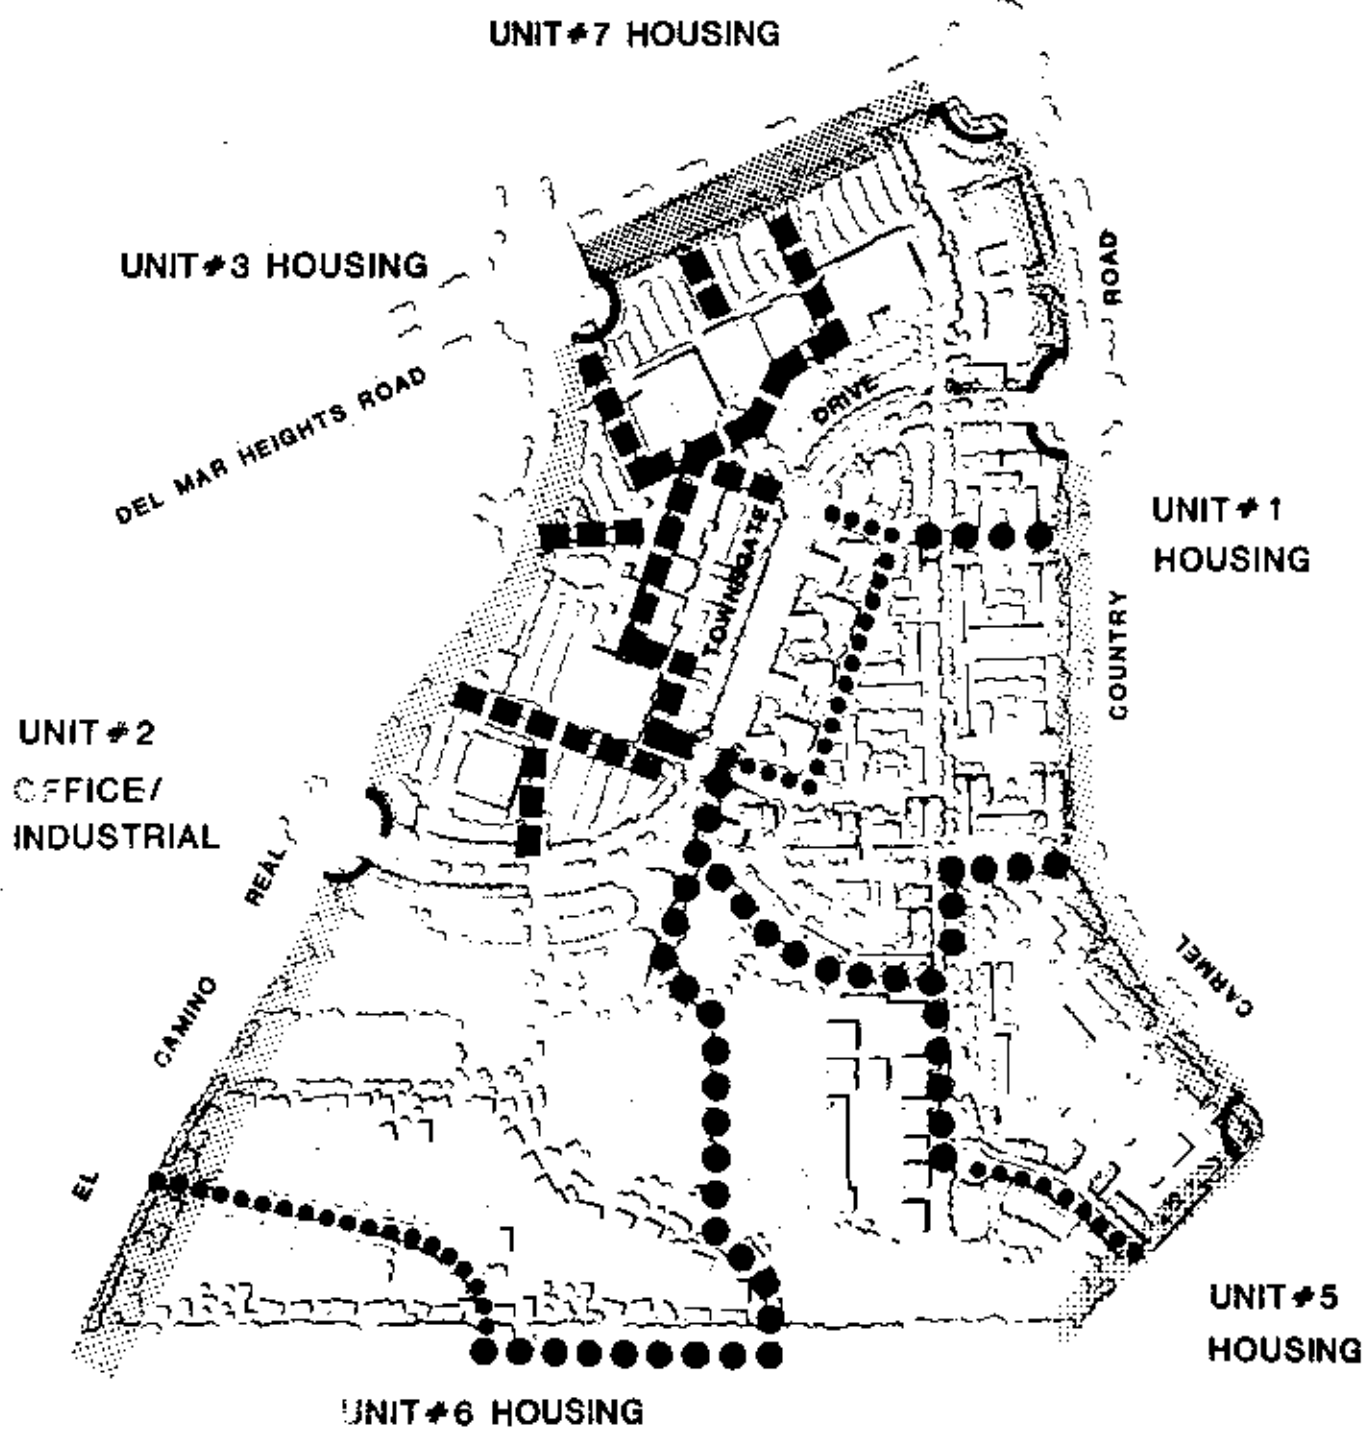 UNIT #7 HOUSING
UNIT #3 HOUSING
ROAD
DEL MAR HEIGHTS ROAD
DRIVE
TOWNSGATE
UNIT #1
HOUSING
COUNTRY
UNIT #2
OFFICE/
INDUSTRIAL
REAL
CARMEL
CAMINO
EL
UNIT #5
HOUSING
UNIT #6 HOUSING